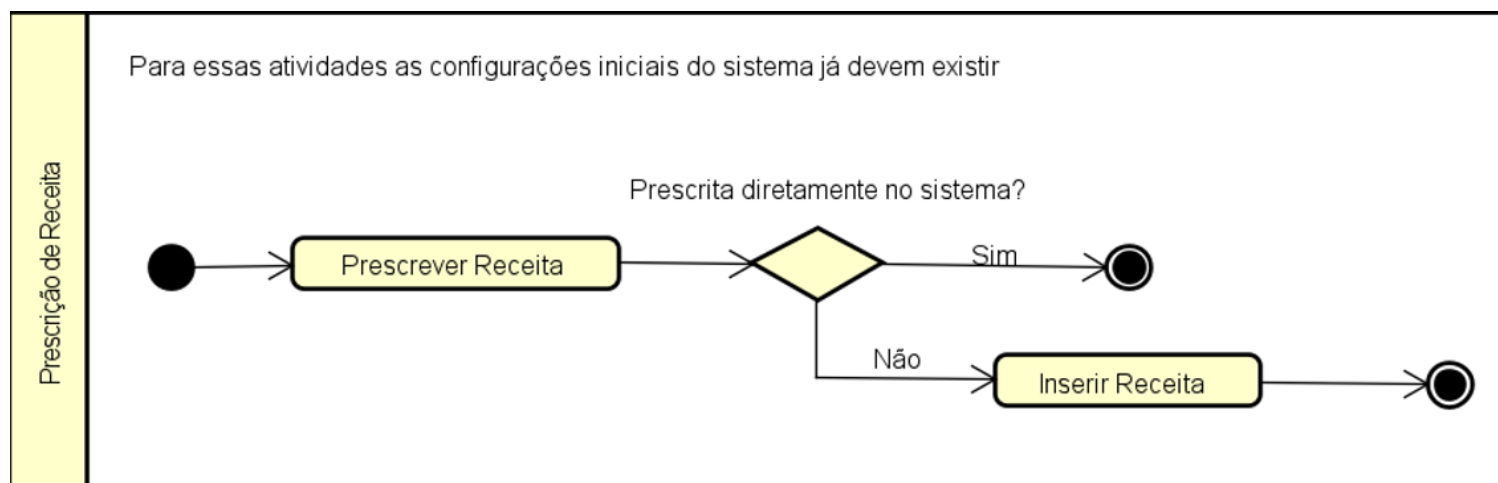 Para essas atividades as configurações iniciais do sistema já devem existir
Prescrição de Receita
Prescrita diretamente no sistema?
Prescrever Receita
Sim
Não
Inserir Receita